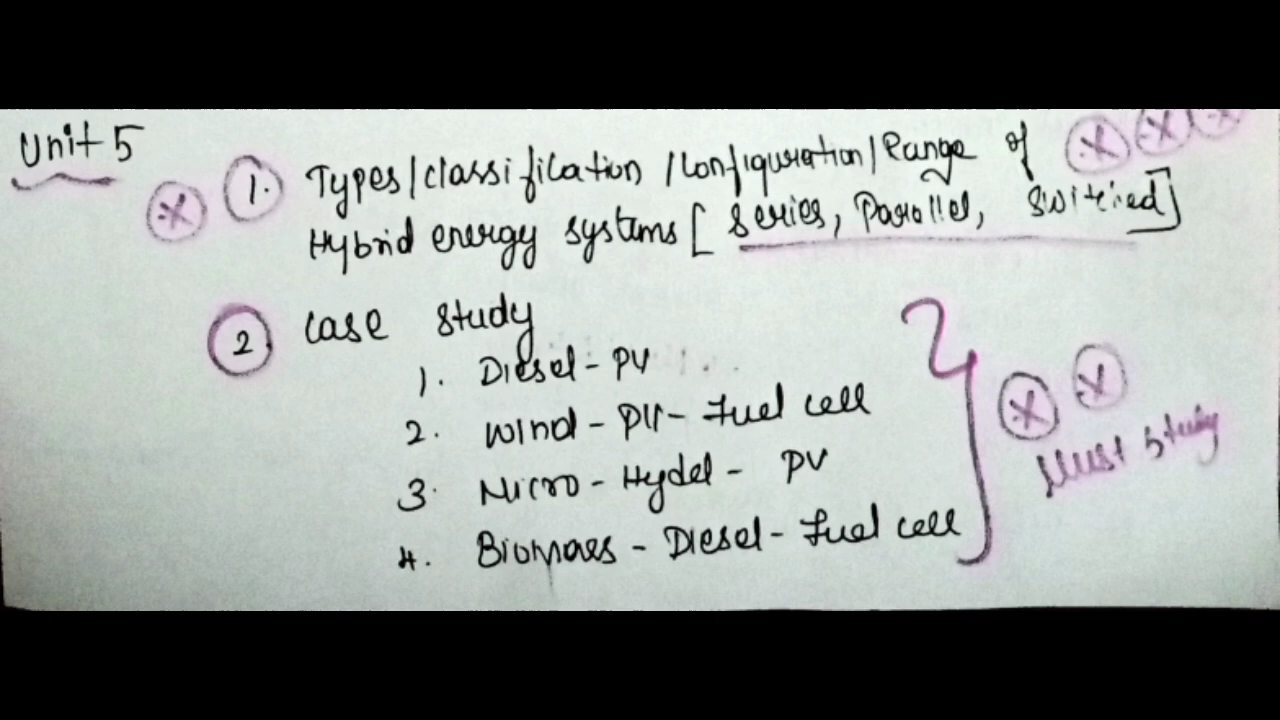 Unit 5
1. Types/classification/Configuration/Range of
Hybrid energy systems [Series, Parallel, Switched]
2 Case study
1. Diesel-PV
2. Wind-PV-Fuel cell
3. Micro-Hydel-PV
4. Biomass-Diesel-Fuel cell
Must Study